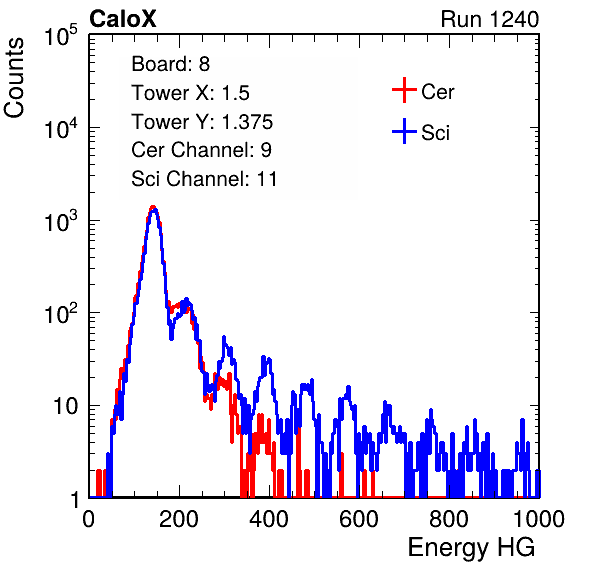 CaloX
Run 1240
Counts
10^5
10^4
10^3
10^2
10
1
Board: 8
Tower X: 1.5
Tower Y: 1.375
Cer Channel: 9
Sci Channel: 11
Cer
Sci
0 200 400 600 800 1000
Energy HG